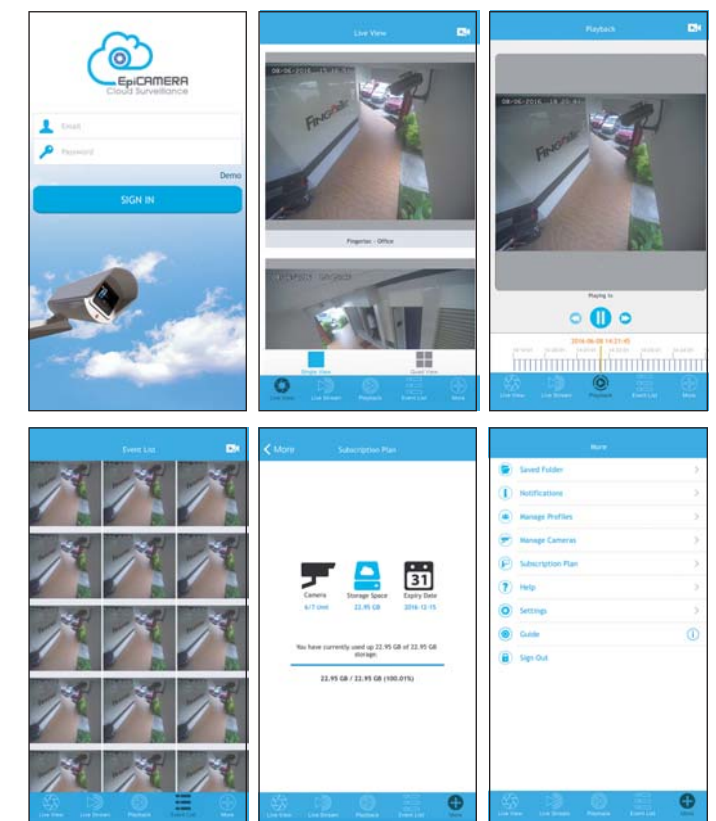 EpiCAMERA
Cloud Surveillance
Email
Password
Demo
SIGN IN
Live View
Fingertec - Office
Single View
Quad View
Live View
Live Stream
Playback
Event List
More
Playback
Playing 1x
2016-06-08 14:21:45
Live View
Live Stream
Playback
Event List
More
Event List
Live View
Live Stream
Playback
Event List
More
More
Subscription Plan
Camera
Storage Space
Expiry Date
31
6/7 Unit
22.95 GB
2016-12-15
You have currently used up 22.95 GB of 22.95 GB
storage.
22.95 GB / 22.95 GB (100.01%)
Live View
Live Stream
Playback
Event List
More
More
Saved Folder
Notifications
Manage Profiles
Manage Cameras
Subscription Plan
Help
Settings
Guide
Sign Out
Live View
Live Stream
Playback
Event List
More